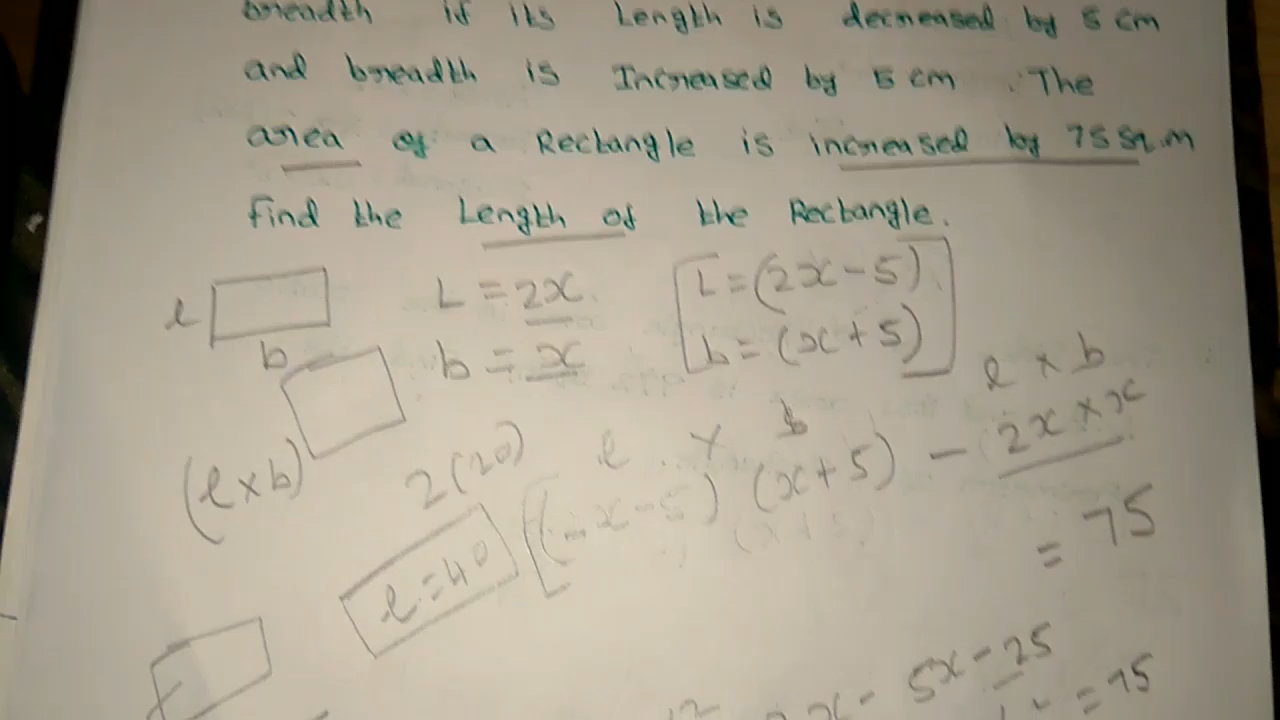 breadth if its Length is decreased by 5 cm
and breadth is Increased by 5 cm . The
area of a Rectangle is increased by 75 sq.m
Find the Length of the Rectangle.
L = 2x
L = (2x - 5)
l
b
b = x
b = (x + 5)
l × b
(l × b)
2(20)
l × b
x - 5) (x + 5) - 2x × x
= 75
l = 40
5x - 25
= 75